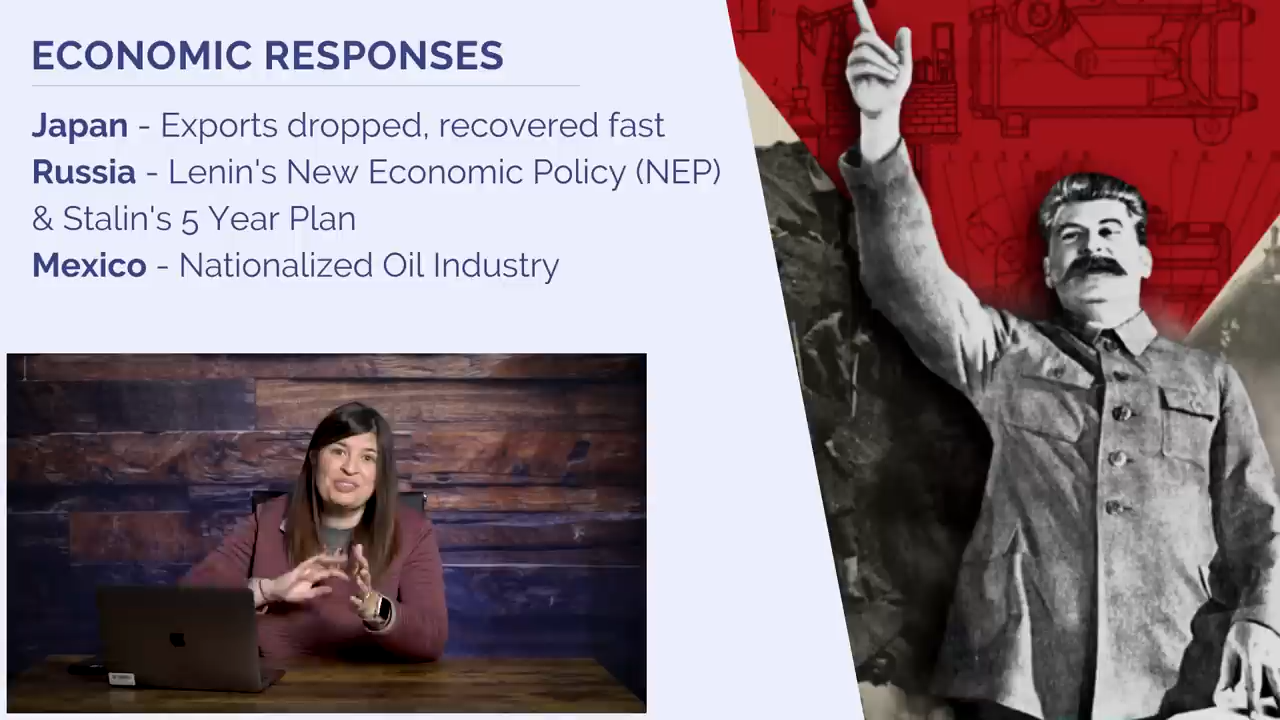 ECONOMIC RESPONSES
Japan - Exports dropped, recovered fast
Russia - Lenin's New Economic Policy (NEP)
& Stalin's 5 Year Plan
Mexico - Nationalized Oil Industry